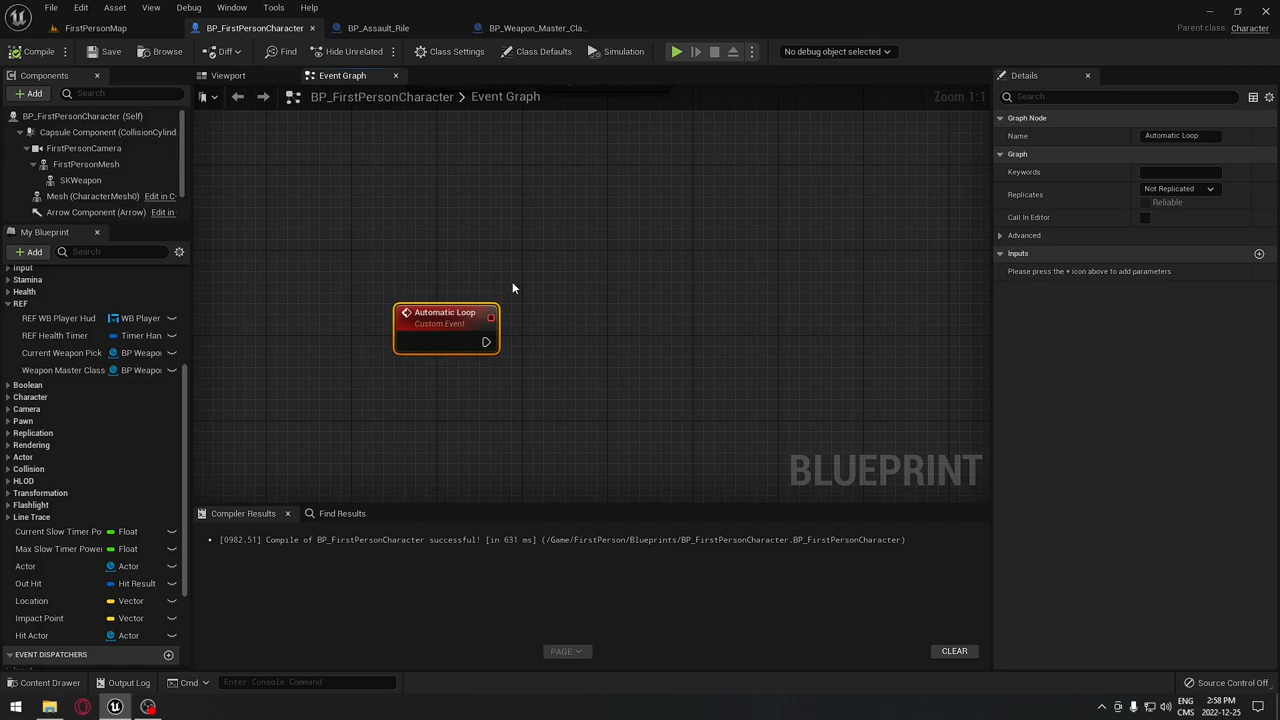 File Edit Asset View Debug Window Tools Help
FirstPersonMap BP_FirstPersonCharacter BP_Assault_Rile BP_Weapon_Master_Cla... Parent class: Character
Compile Save Browse Diff Find Hide Unrelated Class Settings Class Defaults Simulation No debug object selected
Components Viewport Event Graph Details
+ Add Search BP_FirstPersonCharacter > Event Graph Zoom 1:1 Search
BP_FirstPersonCharacter (Self) Graph Node
Capsule Component (CollisionCylind Name Automatic Loop
FirstPersonCamera Graph
FirstPersonMesh Keywords
SKWeapon Replicates Not Replicated
Mesh (CharacterMesh0) Edit in C Reliable
Arrow Component (Arrow) Edit in Call In Editor
My Blueprint Advanced
+ Add Search Inputs
Input Please press the + icon above to add parameters
Stamina
Health
REF
REF WB Player Hud WB Player
REF Health Timer Timer Han
Current Weapon Pick BP Weapo
Weapon Master Class BP Weapo
Automatic Loop
Custom Event
Boolean
Character
Camera
Pawn
Replication
Rendering
Actor
Collision
HLOD
Transformation
Flashlight
Line Trace
BLUEPRINT
Current Slow Timer Po Float
Max Slow Timer Power Float
Actor Actor
Out Hit Hit Result
Location Vector
Impact Point Vector
Hit Actor Actor
EVENT DISPATCHERS
Compiler Results Find Results
[0982.51] Compile of BP_FirstPersonCharacter successful! [in 631 ms] (/Game/FirstPerson/Blueprints/BP_FirstPersonCharacter.BP_FirstPersonCharacter)
PAGE CLEAR
Content Drawer Output Log Cmd Enter Console Command Source Control Off
ENG 2:58 PM
CMS 2022-12-25